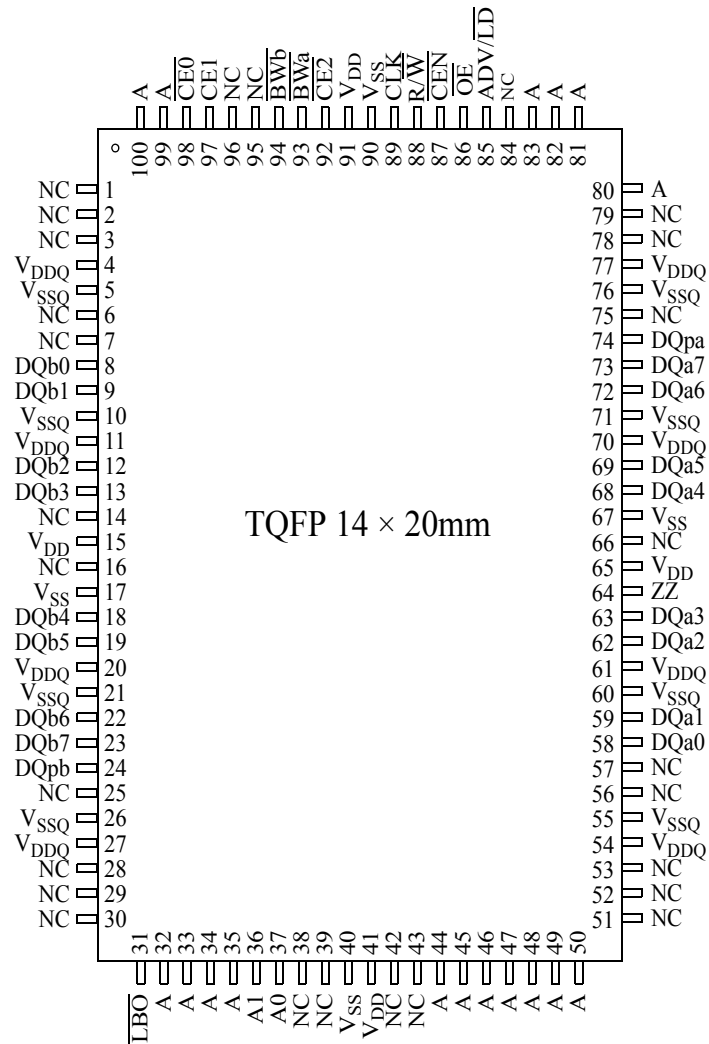 A A CE0 CE1 NC NC BWb BWa CE2 VDD VSS CLK R/W CEN OE ADV/LD NC A A A
100 99 98 97 96 95 94 93 92 91 90 89 88 87 86 85 84 83 82 81
NC 1 80 A
NC 2 79 NC
NC 3 78 NC
VDDQ 4 77 VDDQ
VSSQ 5 76 VSSQ
NC 6 75 NC
NC 7 74 DQpa
DQb0 8 73 DQa7
DQb1 9 72 DQa6
VSSQ 10 71 VSSQ
VDDQ 11 70 VDDQ
DQb2 12 69 DQa5
DQb3 13 68 DQa4
NC 14 67 VSS
TQFP 14 × 20mm
VDD 15 66 NC
NC 16 65 VDD
VSS 17 64 ZZ
DQb4 18 63 DQa3
DQb5 19 62 DQa2
VDDQ 20 61 VDDQ
VSSQ 21 60 VSSQ
DQb6 22 59 DQa1
DQb7 23 58 DQa0
DQpb 24 57 NC
NC 25 56 NC
VSSQ 26 55 VSSQ
VDDQ 27 54 VDDQ
NC 28 53 NC
NC 29 52 NC
NC 30 51 NC
31 32 33 34 35 36 37 38 39 40 41 42 43 44 45 46 47 48 49 50
LBO A A A A A1 A0 NC NC VSS VDD NC NC A A A A A A A